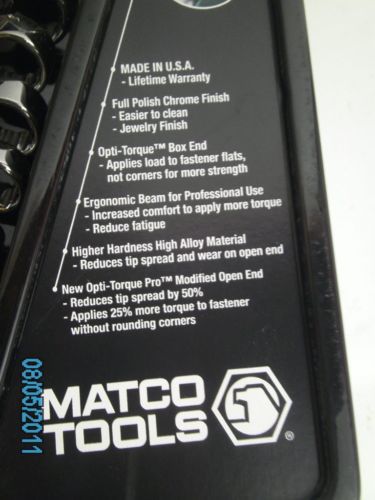 MADE IN U.S.A.
- Lifetime Warranty
Full Polish Chrome Finish
- Easier to clean
- Jewelry Finish
Opti-Torque™ Box End
- Applies load to fastener flats,
not corners for more strength
Ergonomic Beam for Professional Use
- Increased comfort to apply more torque
- Reduce fatigue
Higher Hardness High Alloy Material
- Reduces tip spread and wear on open end
New Opti-Torque Pro™ Modified Open End
- Reduces tip spread by 50%
- Applies 25% more torque to fastener
without rounding corners
MATCO
TOOLS
®
08/05/2011